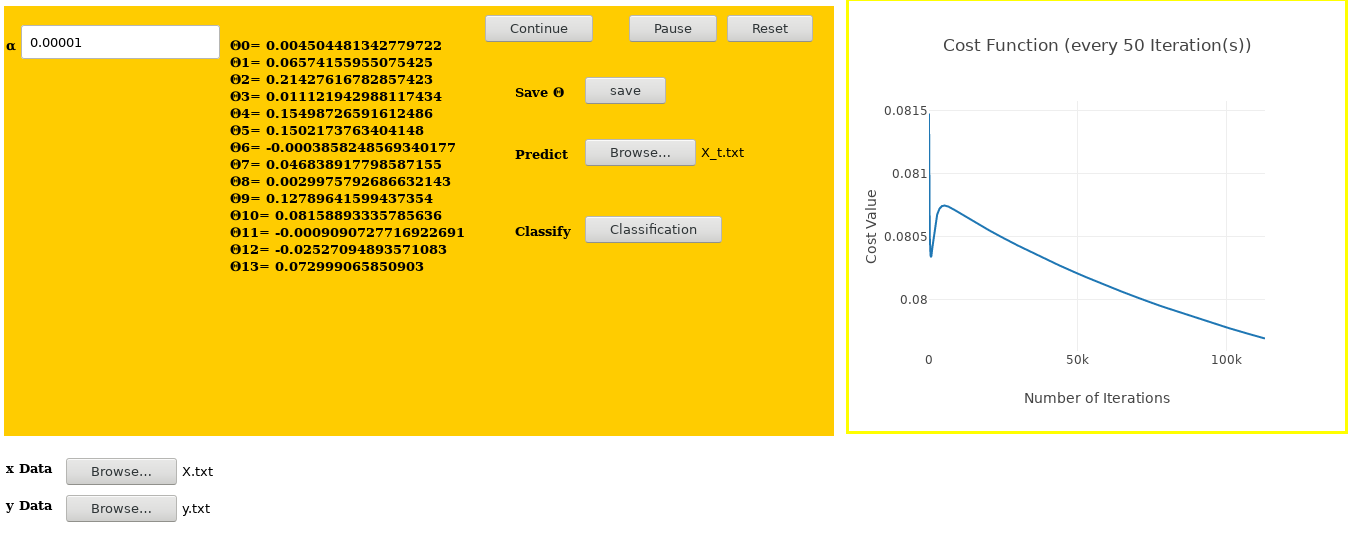 α 0.00001
Θ0= 0.004504481342779722
Θ1= 0.06574155955075425
Θ2= 0.21427616782857423
Θ3= 0.011121942988117434
Θ4= 0.15498726591612486
Θ5= 0.1502173763404148
Θ6= -0.0003858248569340177
Θ7= 0.046838917798587155
Θ8= 0.0029975792686632143
Θ9= 0.12789641599437354
Θ10= 0.08158893335785636
Θ11= -0.0009090727716922691
Θ12= -0.02527094893571083
Θ13= 0.072999065850903
Continue Pause Reset
Save Θ save
Predict Browse... X_t.txt
Classify Classification
Cost Function (every 50 Iteration(s))
0.0815
0.081
0.0805
0.08
Cost Value
0 50k 100k
Number of Iterations
x Data Browse... X.txt
y Data Browse... y.txt